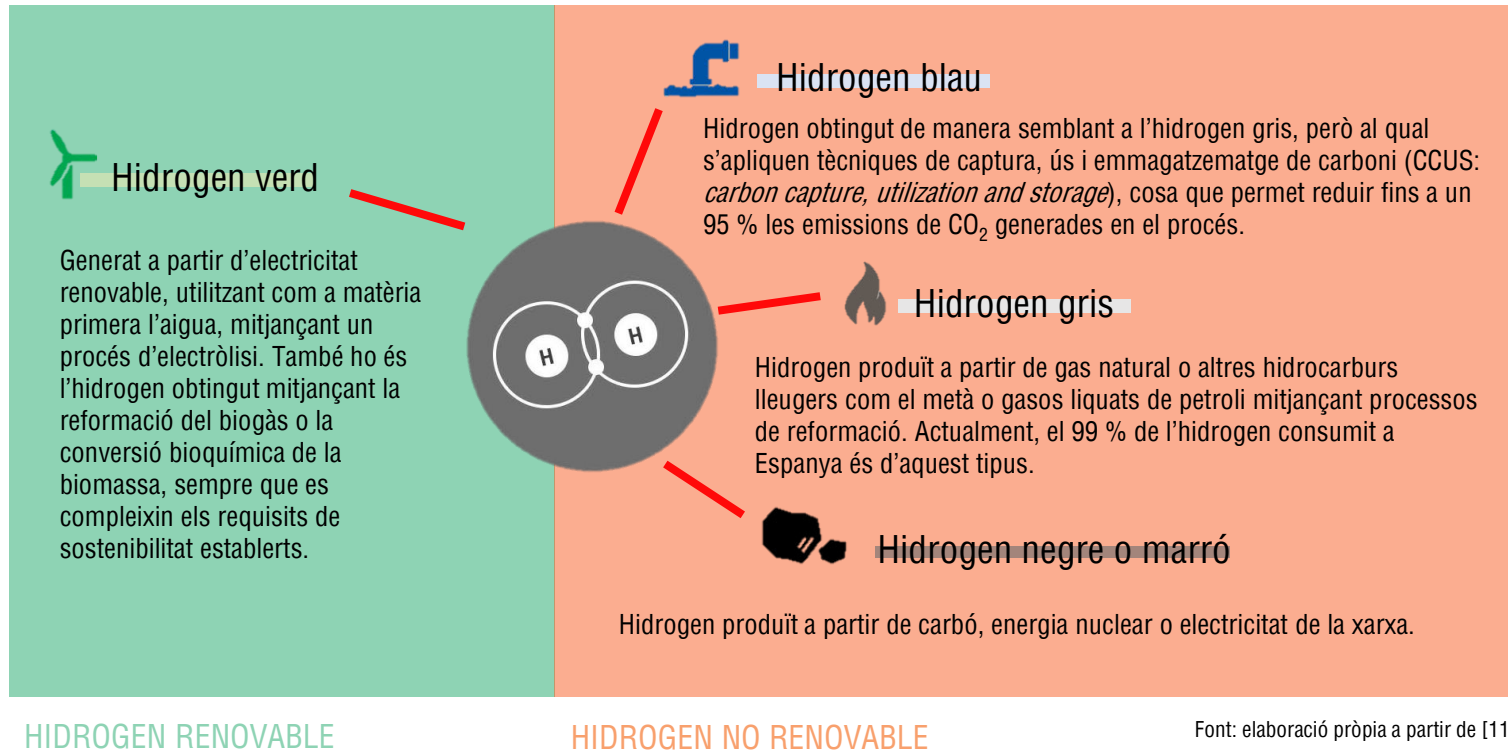 Hidrogen verd
Generat a partir d’electricitat
renovable, utilitzant com a matèria
primera l’aigua, mitjançant un
procés d’electròlisi. També ho és
l’hidrogen obtingut mitjançant la
reformació del biogàs o la
conversió bioquímica de la
biomassa, sempre que es
compleixin els requisits de
sostenibilitat establerts.
H
H
Hidrogen blau
Hidrogen obtingut de manera semblant a l’hidrogen gris, però al qual
s’apliquen tècniques de captura, ús i emmagatzematge de carboni (CCUS:
carbon capture, utilization and storage), cosa que permet reduir fins a un
95 % les emissions de CO₂ generades en el procés.
Hidrogen gris
Hidrogen produït a partir de gas natural o altres hidrocarburs
lleugers com el metà o gasos liquats de petroli mitjançant processos
de reformació. Actualment, el 99 % de l’hidrogen consumit a
Espanya és d’aquest tipus.
Hidrogen negre o marró
Hidrogen produït a partir de carbó, energia nuclear o electricitat de la xarxa.
HIDROGEN RENOVABLE
HIDROGEN NO RENOVABLE
Font: elaboració pròpia a partir de [11